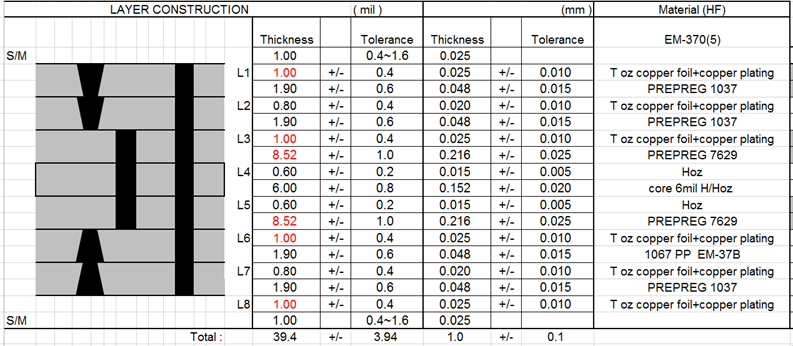 LAYER CONSTRUCTION ( mil ) (mm) Material (HF)
Thickness Tolerance Thickness Tolerance EM-370(5)
S/M 1.00 0.4~1.6 0.025
L1 1.00 +/- 0.4 0.025 +/- 0.010 T oz copper foil+copper plating
1.90 +/- 0.6 0.048 +/- 0.015 PREPREG 1037
L2 0.80 +/- 0.4 0.020 +/- 0.010 T oz copper foil+copper plating
1.90 +/- 0.6 0.048 +/- 0.015 PREPREG 1037
L3 1.00 +/- 0.4 0.025 +/- 0.010 T oz copper foil+copper plating
8.52 +/- 1.0 0.216 +/- 0.025 PREPREG 7629
L4 0.60 +/- 0.2 0.015 +/- 0.005 Hoz
6.00 +/- 0.8 0.152 +/- 0.020 core 6mil H/Hoz
L5 0.60 +/- 0.2 0.015 +/- 0.005 Hoz
8.52 +/- 1.0 0.216 +/- 0.025 PREPREG 7629
L6 1.00 +/- 0.4 0.025 +/- 0.010 T oz copper foil+copper plating
1.90 +/- 0.6 0.048 +/- 0.015 1067 PP EM-37B
L7 0.80 +/- 0.4 0.020 +/- 0.010 T oz copper foil+copper plating
1.90 +/- 0.6 0.048 +/- 0.015 PREPREG 1037
L8 1.00 +/- 0.4 0.025 +/- 0.010 T oz copper foil+copper plating
S/M 1.00 0.4~1.6 0.025
Total : 39.4 +/- 3.94 1.0 +/- 0.1